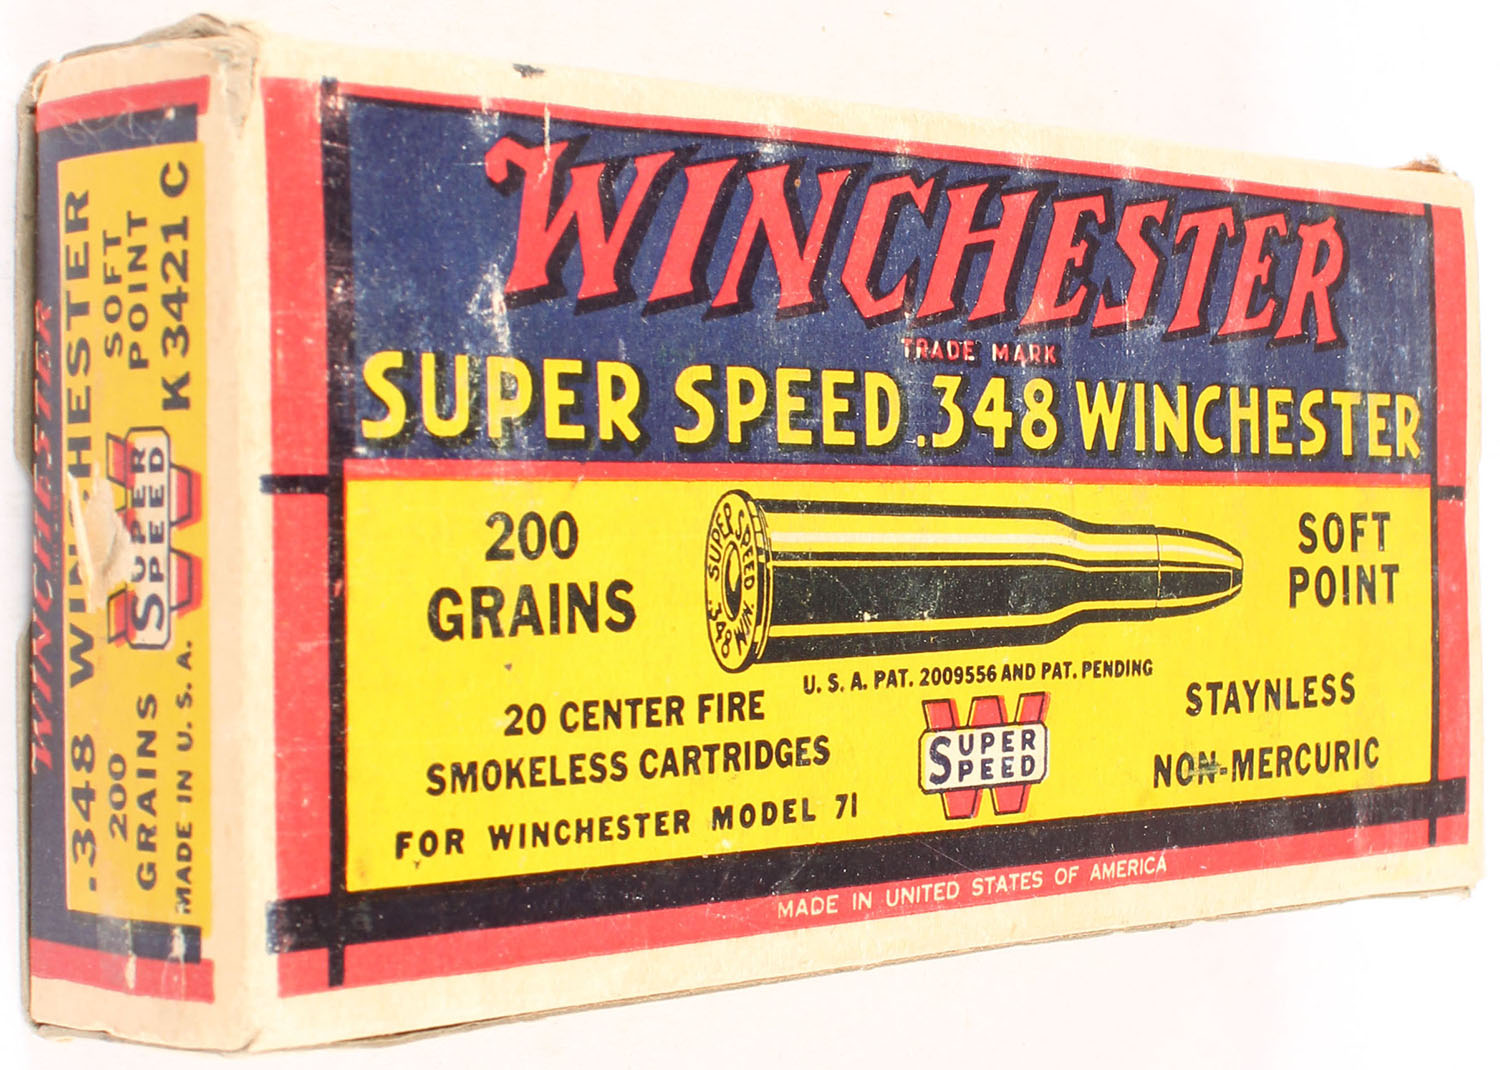 WINCHESTER
TRADE MARK
SUPER SPEED .348 WINCHESTER
200
GRAINS
SUPER SPEED .348 WIN.
SOFT
POINT
U. S. A. PAT. 2009556 AND PAT. PENDING
20 CENTER FIRE
SMOKELESS CARTRIDGES
FOR WINCHESTER MODEL 71
SUPER
SPEED
STAYNLESS
NON-MERCURIC
MADE IN UNITED STATES OF AMERICA
WINCHESTER
.348 WINCHESTER
200
GRAINS
SUPER
SPEED
SOFT
POINT
K 3421 C
MADE IN U. S. A.